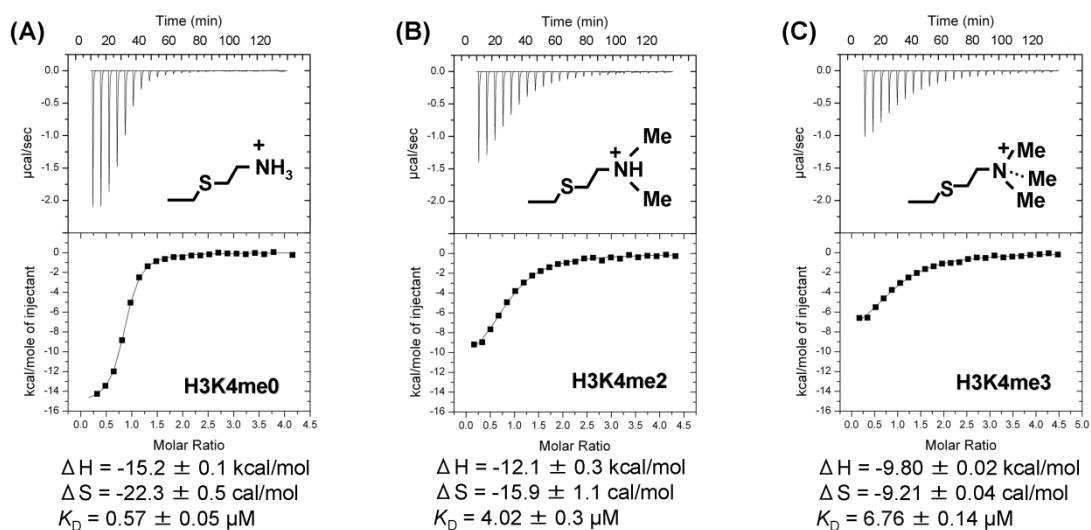 (A)
Time (min)
0 20 40 60 80 100 120
0.0
-0.5
-1.0
-1.5
-2.0
µcal/sec
S
+
NH3
0
-2
-4
-6
-8
-10
-12
-14
-16
kcal/mole of injectant
H3K4me0
0.0 0.5 1.0 1.5 2.0 2.5 3.0 3.5 4.0 4.5
Molar Ratio
Δ H = -15.2 ± 0.1 kcal/mol
Δ S = -22.3 ± 0.5 cal/mol
KD = 0.57 ± 0.05 µM
(B)
Time (min)
0 10 20 30 40 60 80 100 120
0.0
-0.5
-1.0
-1.5
-2.0
µcal/sec
Me
+
NH
S
Me
0
-2
-4
-6
-8
-10
-12
-14
-16
kcal/mole of injectant
H3K4me2
0.0 0.5 1.0 1.5 2.0 2.5 3.0 3.5 4.0 4.5
Molar Ratio
Δ H = -12.1 ± 0.3 kcal/mol
Δ S = -15.9 ± 1.1 cal/mol
KD = 4.02 ± 0.3 µM
(C)
Time (min)
0 10 20 30 40 60 80 100 120
0.0
-0.5
-1.0
-1.5
-2.0
µcal/sec
+
Me
N
Me
S
Me
0
-2
-4
-6
-8
-10
-12
-14
-16
kcal/mole of injectant
H3K4me3
0.0 0.5 1.0 1.5 2.0 2.5 3.0 3.5 4.0 4.5 5.0
Molar Ratio
Δ H = -9.80 ± 0.02 kcal/mol
Δ S = -9.21 ± 0.04 cal/mol
KD = 6.76 ± 0.14 µM